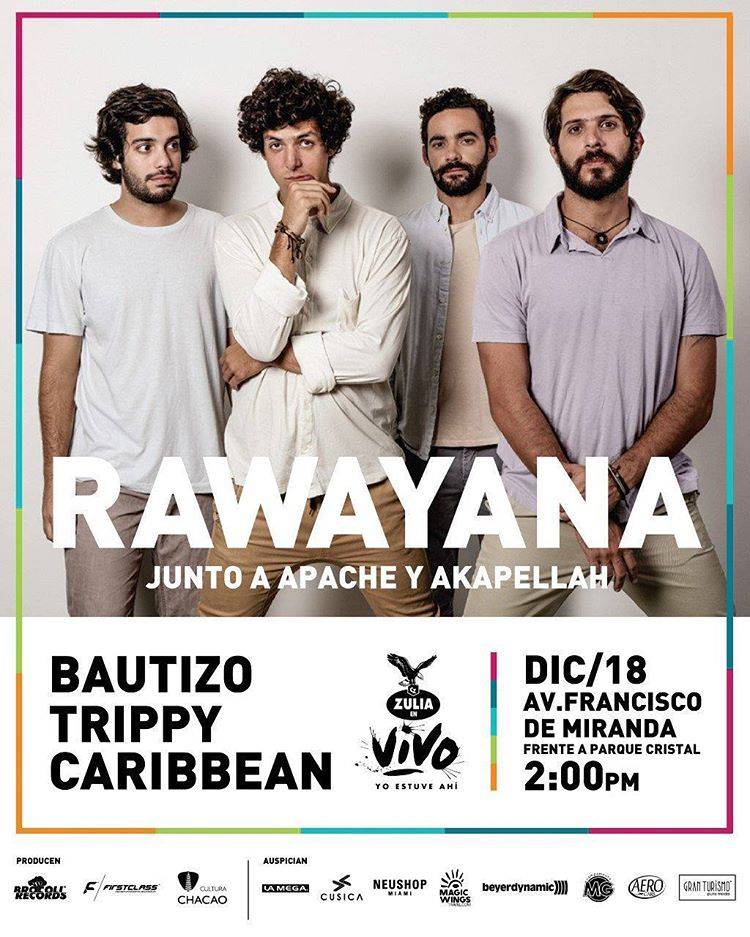 RAWAYANA
JUNTO A APACHE Y AKAPELLAH
BAUTIZO
TRIPPY
CARIBBEAN
ZULIA
EN
ViVO
YO ESTUVE AHÍ
DIC/18
AV.FRANCISCO
DE MIRANDA
FRENTE A PARQUE CRISTAL
2:00PM
PRODUCEN
BROCOLI
RECORDS
FIRSTCLASS
CULTURA
CHACAO
AUSPICIAN
LA MEGA
CUSICA
NEUSHOP
MIAMI
MAGIC
WINGS
beyerdynamic
MG
AERO
GRAN TURISMO